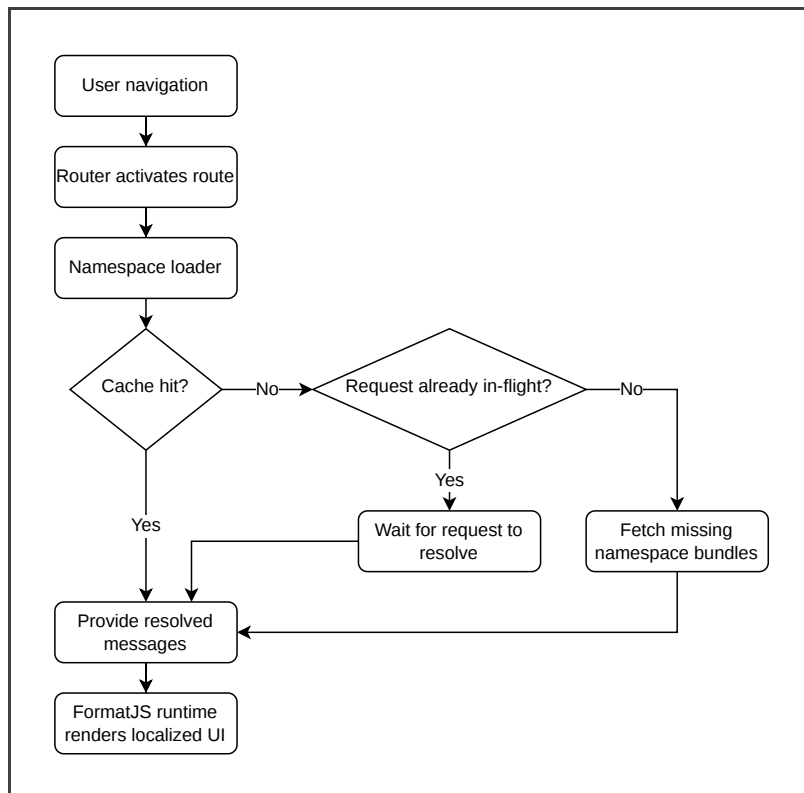 User navigation
Router activates route
Namespace loader
Cache hit?
No
Request already in-flight?
No
Yes
Yes
Wait for request to
resolve
Fetch missing
namespace bundles
Provide resolved
messages
FormatJS runtime
renders localized UI